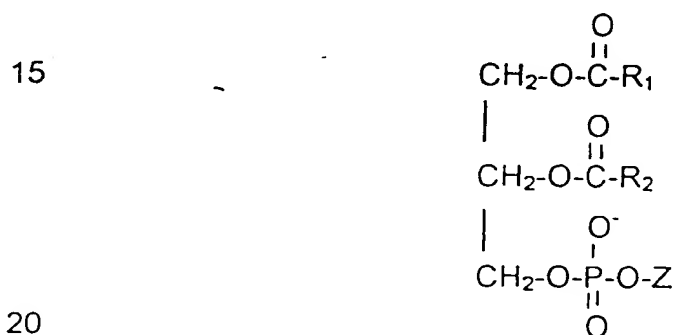 O
15 CH₂-O-C-R₁
O
CH₂-O-C-R₂
O⁻
CH₂-O-P-O-Z
20 O